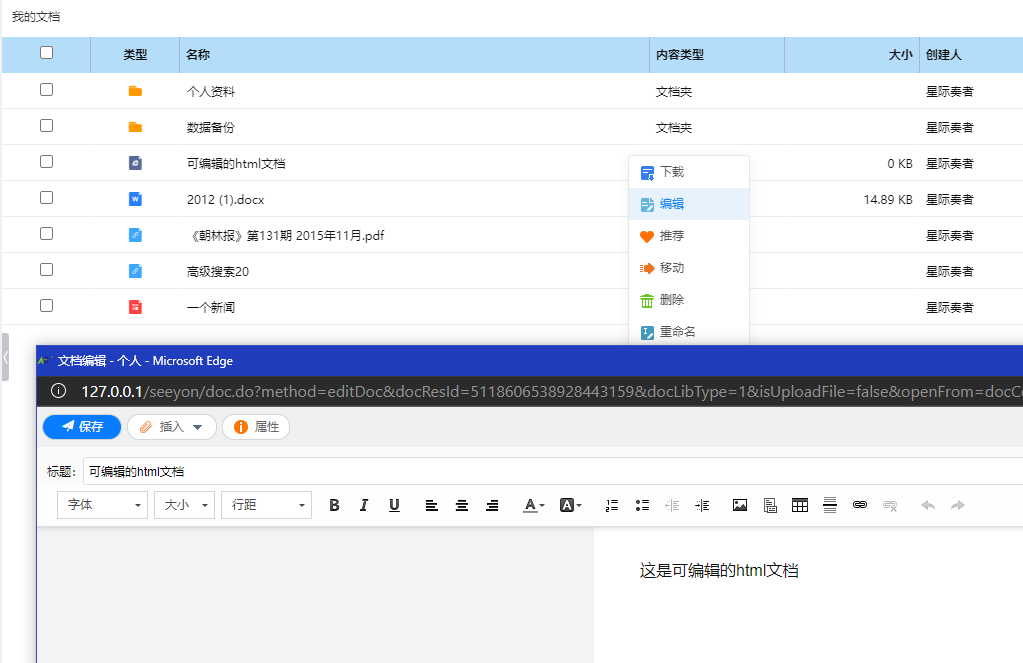 我的文档
类型 名称 内容类型 大小 创建人
个人资料 文档夹 星际奏者
数据备份 文档夹 星际奏者
可编辑的html文档 0 KB 星际奏者
下载
2012 (1).docx 14.89 KB 星际奏者
编辑
《朝林报》第131期 2015年11月.pdf 星际奏者
推荐
高级搜索20 星际奏者
移动
一个新闻 星际奏者
删除
重命名
文档编辑 - 个人 - Microsoft Edge
127.0.0.1/seeyon/doc.do?method=editDoc&docResId=5118606538928443159&docLibType=1&isUploadFile=false&openFrom=docC
保存 插入 属性
标题: 可编辑的html文档
字体 大小 行距 B I U A A
这是可编辑的html文档